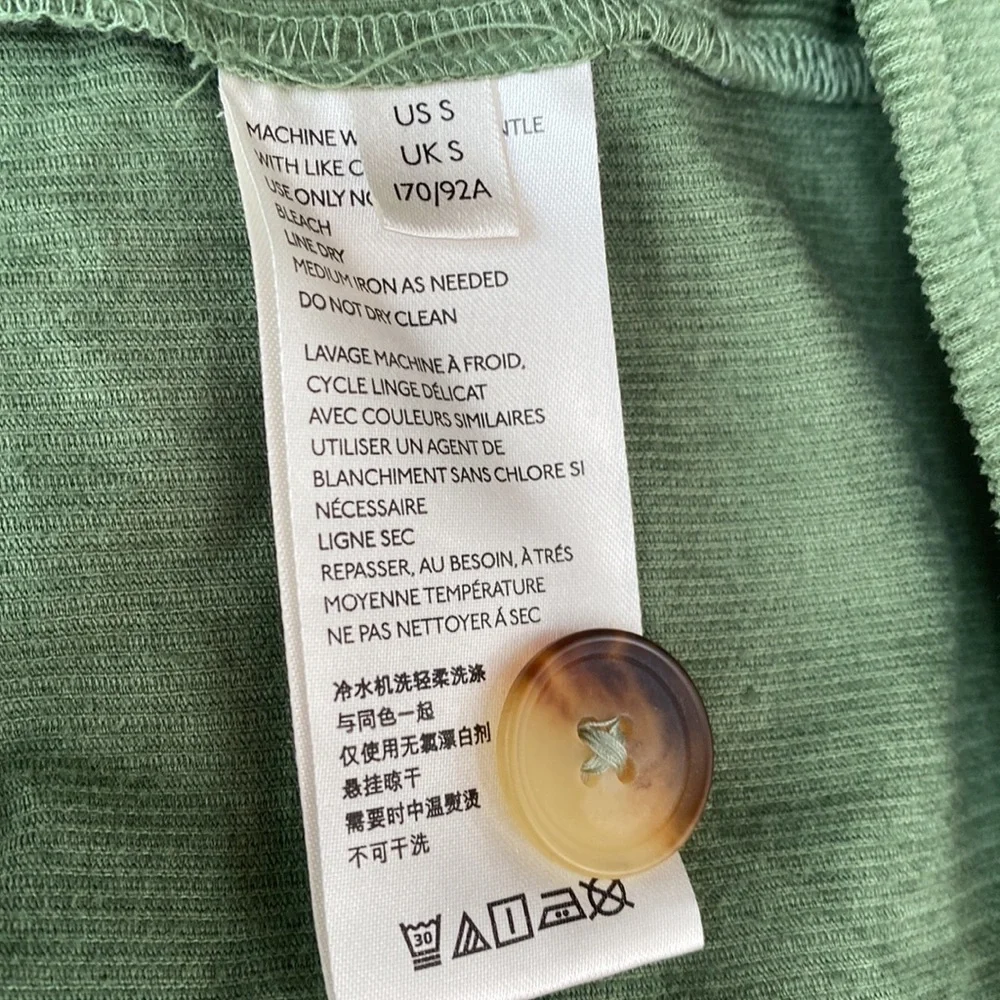 US S
UK S
170/92A
MACHINE
WITH LIKE
USE ONLY
BLEACH
LINE DRY
MEDIUM IRON AS NEEDED
DO NOT DRY CLEAN
LAVAGE MACHINE À FROID,
CYCLE LINGE DÉLICAT
AVEC COULEURS SIMILAIRES
UTILISER UN AGENT DE
BLANCHIMENT SANS CHLORE SI
NÉCESSAIRE
LIGNE SEC
REPASSER, AU BESOIN, À TRÉS
MOYENNE TEMPÉRATURE
NE PAS NETTOYER Á SEC
冷水机洗轻柔洗涤
与同色一起
仅使用无氯漂白剂
悬挂晾干
需要时中温熨烫
不可干洗
30